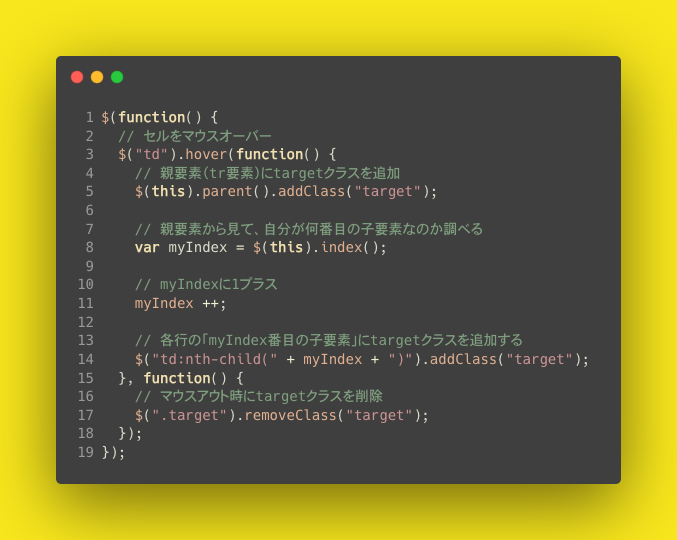 1 $(function() {
2   // セルをマウスオーバー
3   $("td").hover(function() {
4     // 親要素(tr要素)にtargetクラスを追加
5     $(this).parent().addClass("target");
6
7     // 親要素から見て、自分が何番目の子要素なのか調べる
8     var myIndex = $(this).index();
9
10     // myIndexに1プラス
11     myIndex ++;
12
13     // 各行の「myIndex番目の子要素」にtargetクラスを追加する
14     $("td:nth-child(" + myIndex + ")").addClass("target");
15   }, function() {
16     // マウスアウト時にtargetクラスを削除
17     $(".target").removeClass("target");
18   });
19 });